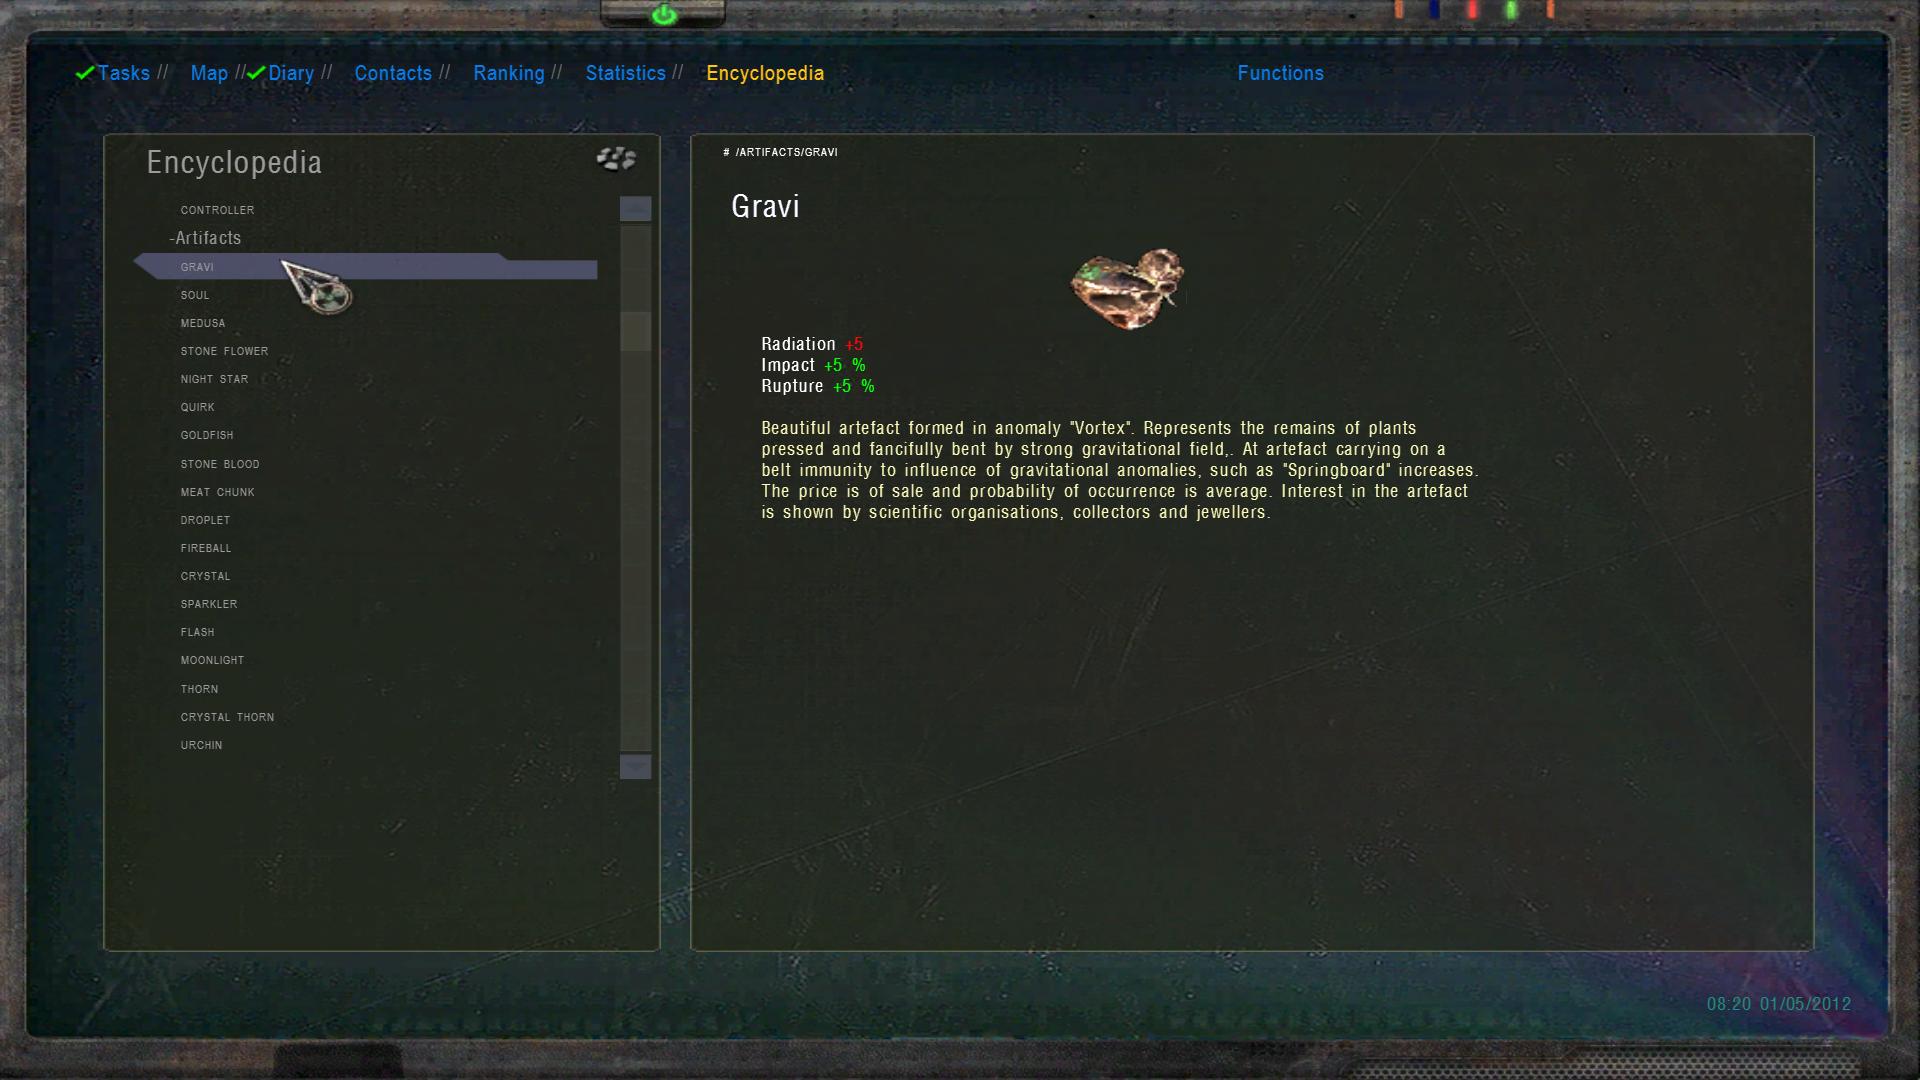 Tasks // Map // Diary // Contacts // Ranking // Statistics // Encyclopedia
Functions
Encyclopedia
CONTROLLER
-Artifacts
GRAVI
SOUL
MEDUSA
STONE FLOWER
NIGHT STAR
QUIRK
GOLDFISH
STONE BLOOD
MEAT CHUNK
DROPLET
FIREBALL
CRYSTAL
SPARKLER
FLASH
MOONLIGHT
THORN
CRYSTAL THORN
URCHIN
# /ARTIFACTS/GRAVI
Gravi
Radiation +5
Impact +5 %
Rupture +5 %
Beautiful artefact formed in anomaly "Vortex". Represents the remains of plants
pressed and fancifully bent by strong gravitational field,. At artefact carrying on a
belt immunity to influence of gravitational anomalies, such as "Springboard" increases.
The price is of sale and probability of occurrence is average. Interest in the artefact
is shown by scientific organisations, collectors and jewellers.
08:20 01/05/2012